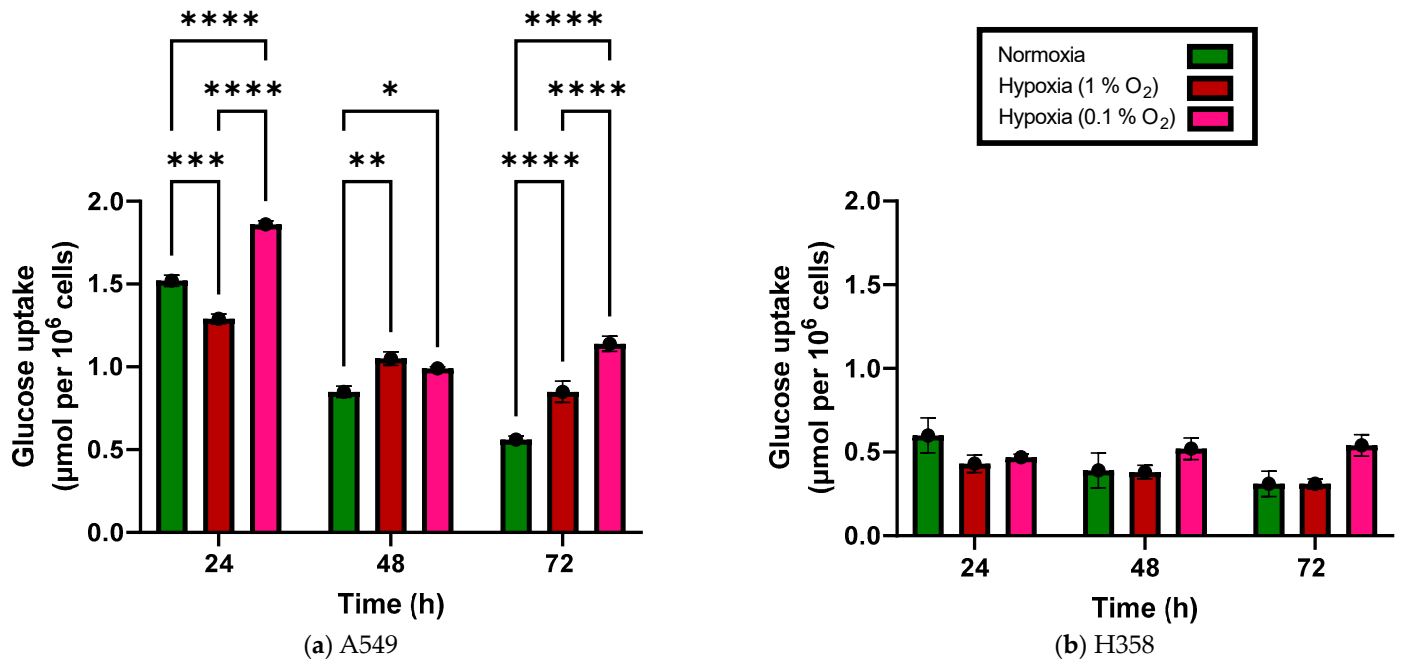 ****
****
***
*
**
****
****
****
2.0
1.5
1.0
0.5
0.0
Glucose uptake
(µmol per 10⁶ cells)
24
48
72
Time (h)
(a) A549
Normoxia
Hypoxia (1 % O₂)
Hypoxia (0.1 % O₂)
2.0
1.5
1.0
0.5
0.0
Glucose uptake
(µmol per 10⁶ cells)
24
48
72
Time (h)
(b) H358